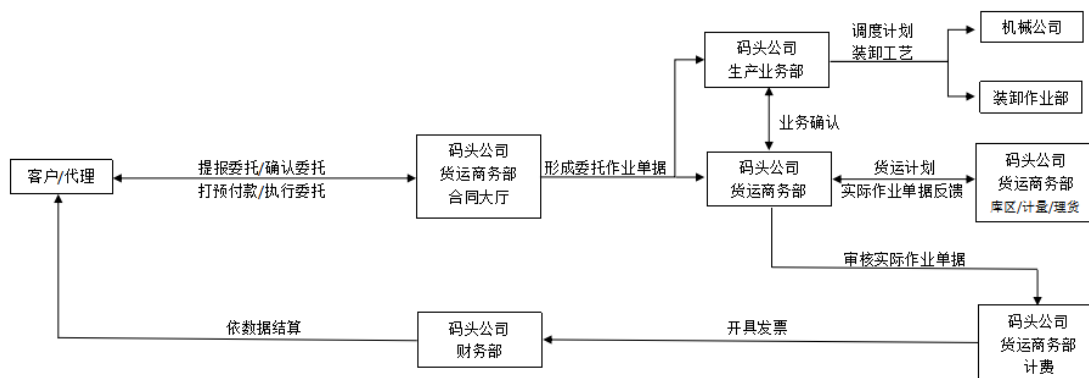 机械公司
调度计划
装卸工艺
码头公司
生产业务部
装卸作业部
业务确认
客户/代理
提报委托/确认委托
打预付款/执行委托
码头公司
货运商务部
合同大厅
形成委托作业单据
码头公司
货运商务部
货运计划
实际作业单据反馈
码头公司
货运商务部
库区/计量/理货
审核实际作业单据
依数据结算
码头公司
财务部
开具发票
码头公司
货运商务部
计费